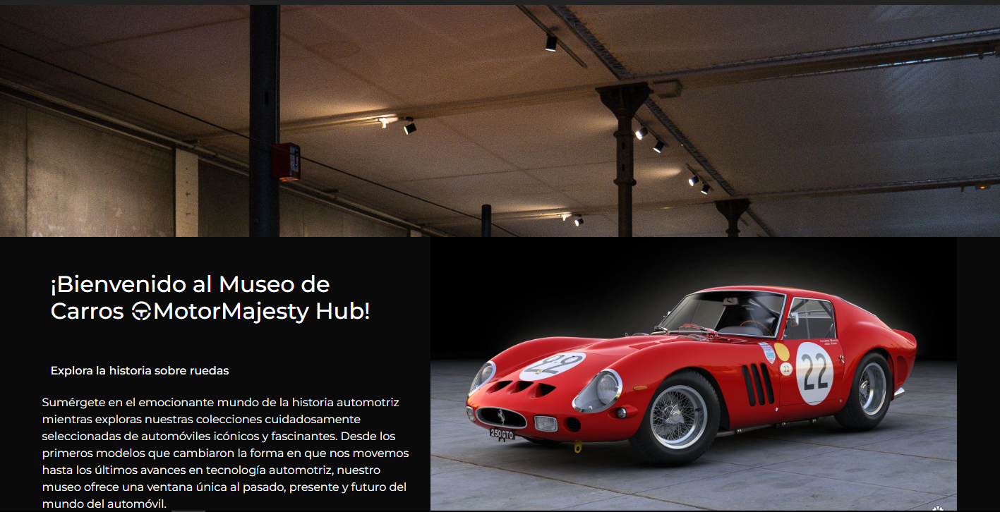 ¡Bienvenido al Museo de
Carros MotorMajesty Hub!
Explora la historia sobre ruedas
Sumérgete en el emocionante mundo de la historia automotriz
mientras exploras nuestras colecciones cuidadosamente
seleccionadas de automóviles icónicos y fascinantes. Desde los
primeros modelos que cambiaron la forma en que nos movemos
hasta los últimos avances en tecnología automotriz, nuestro
museo ofrece una ventana única al pasado, presente y futuro del
mundo del automóvil.
22
22
22
250GTO